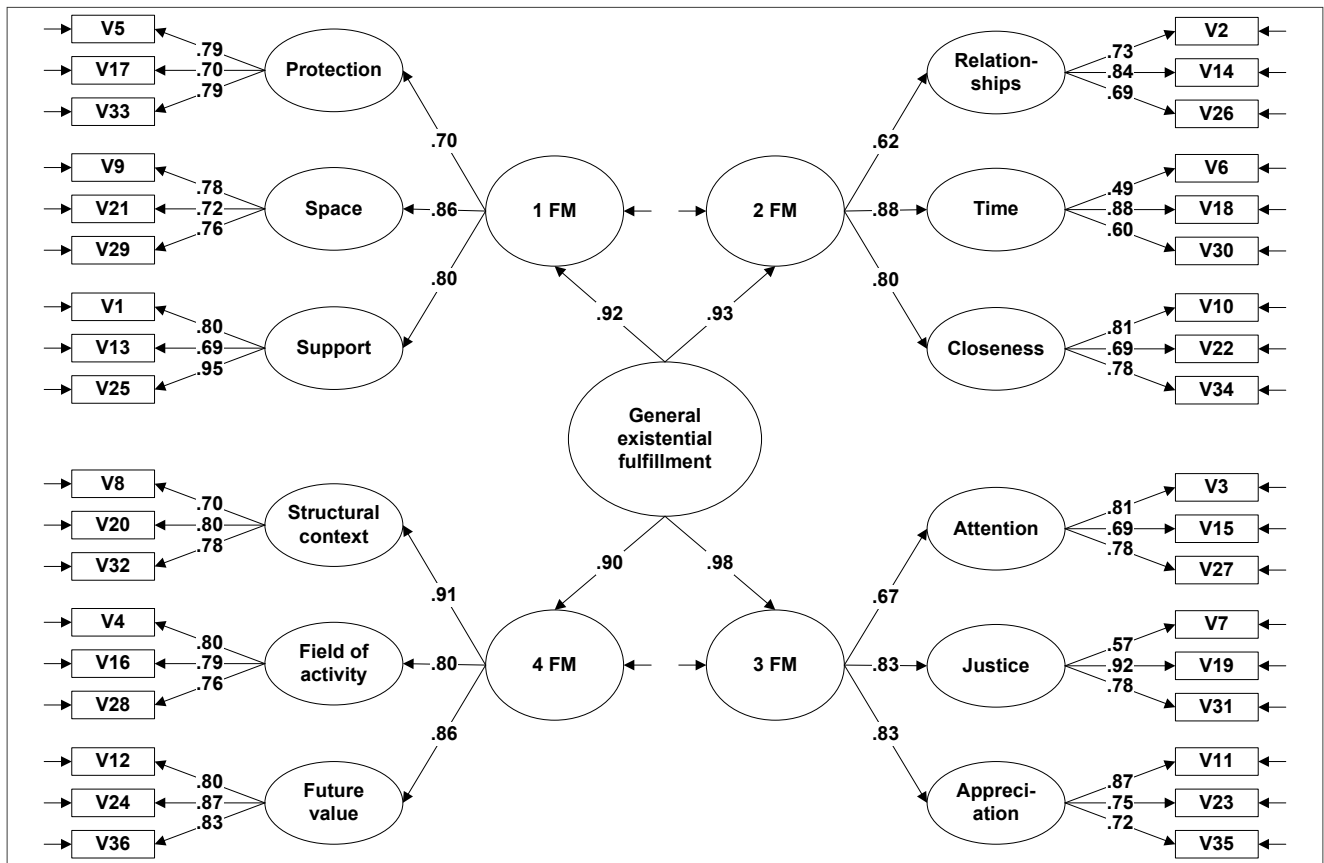 V5
.79
V17
.70
V33
.79
Protection
V9
.78
V21
.72
V29
.76
Space
V1
.80
V13
.69
V25
.95
Support
.70
.86
.80
1 FM
2 FM
.62
.88
.80
Relation-
ships
.73
V2
.84
V14
.69
V26
Time
.49
V6
.88
V18
.60
V30
Closeness
.81
V10
.69
V22
.78
V34
.92
.93
General
existential
fulfillment
.90
.98
V8
.70
V20
.80
V32
.78
Structural
context
V4
.80
V16
.79
V28
.76
Field of
activity
V12
.80
V24
.87
V36
.83
Future
value
.91
.80
.86
4 FM
3 FM
.67
.83
.83
Attention
.81
V3
.69
V15
.78
V27
Justice
.57
V7
.92
V19
.78
V31
Appreci-
ation
.87
V11
.75
V23
.72
V35